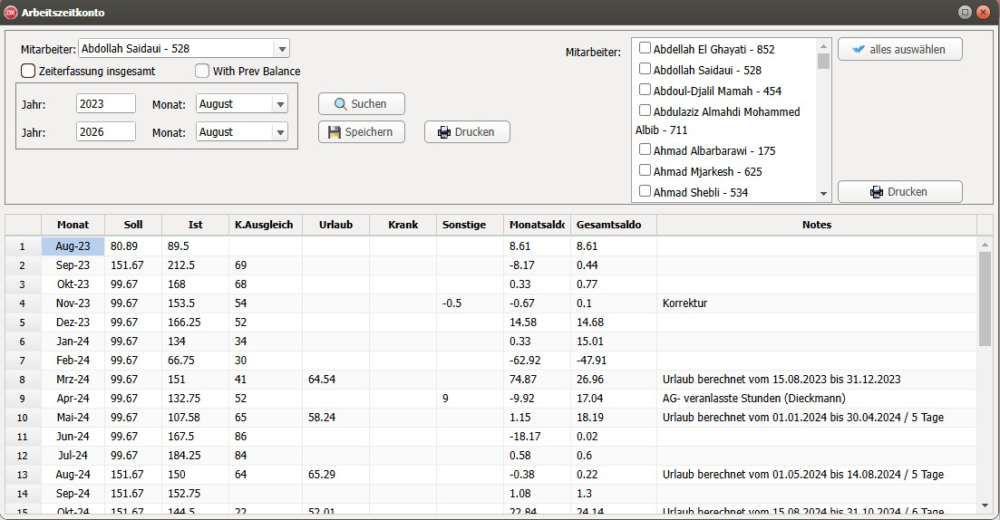 DX Arbeitszeitkonto
Mitarbeiter: Abdollah Saidaui - 528
Zeiterfassung insgesamt With Prev Balance
Jahr: 2023 Monat: August
Jahr: 2026 Monat: August
Suchen
Speichern Drucken
Mitarbeiter:
Abdellah El Ghayati - 852
Abdollah Saidaui - 528
Abdoul-Djalil Mamah - 454
Abdulaziz Almahdi Mohammed
Albib - 711
Ahmad Albarbarawi - 175
Ahmad Mjarkesh - 625
Ahmad Shebli - 534
alles auswählen
Drucken
Monat Soll Ist K.Ausgleich Urlaub Krank Sonstige Monatsaldo Gesamtsaldo Notes
1 Aug-23 80.89 89.5 8.61 8.61
2 Sep-23 151.67 212.5 69 -8.17 0.44
3 Okt-23 99.67 168 68 0.33 0.77
4 Nov-23 99.67 153.5 54 -0.5 -0.67 0.1 Korrektur
5 Dez-23 99.67 166.25 52 14.58 14.68
6 Jan-24 99.67 134 34 0.33 15.01
7 Feb-24 99.67 66.75 30 -62.92 -47.91
8 Mrz-24 99.67 151 41 64.54 74.87 26.96 Urlaub berechnet vom 15.08.2023 bis 31.12.2023
9 Apr-24 99.67 132.75 52 9 -9.92 17.04 AG- veranlasste Stunden (Dieckmann)
10 Mai-24 99.67 107.58 65 58.24 1.15 18.19 Urlaub berechnet vom 01.01.2024 bis 30.04.2024 / 5 Tage
11 Jun-24 99.67 167.5 86 -18.17 0.02
12 Jul-24 99.67 184.25 84 0.58 0.6
13 Aug-24 151.67 150 64 65.29 -0.38 0.22 Urlaub berechnet vom 01.05.2024 bis 14.08.2024 / 5 Tage
14 Sep-24 151.67 152.75 1.08 1.3
15 Okt-24 151.67 144.5 22 52.01 22.84 24.14 Urlaub berechnet vom 15.08.2024 bis 31.10.2024 / 6 Tage